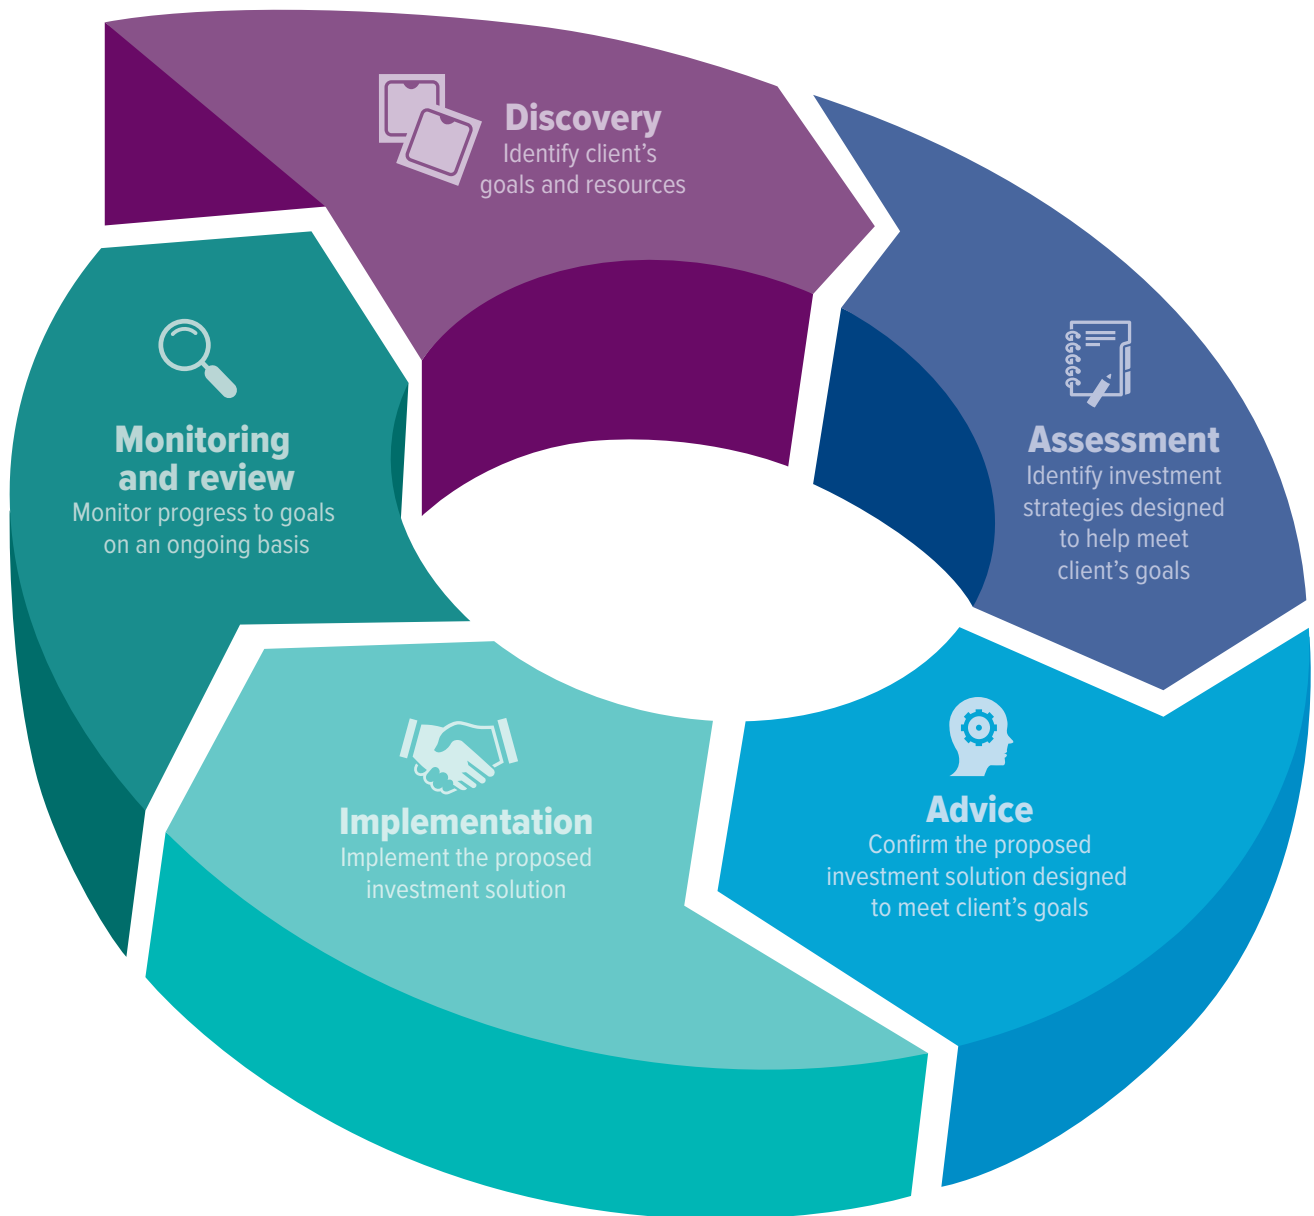 Discovery
Identify client’s
goals and resources
Assessment
Identify investment
strategies designed
to help meet
client’s goals
Advice
Confirm the proposed
investment solution designed
to meet client’s goals
Implementation
Implement the proposed
investment solution
Monitoring
and review
Monitor progress to goals
on an ongoing basis